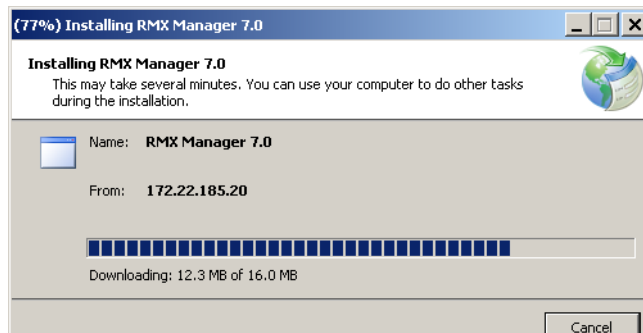 (77%) Installing RMX Manager 7.0
Installing RMX Manager 7.0
This may take several minutes. You can use your computer to do other tasks
during the installation.
Name: RMX Manager 7.0
From: 172.22.185.20
Downloading: 12.3 MB of 16.0 MB
Cancel